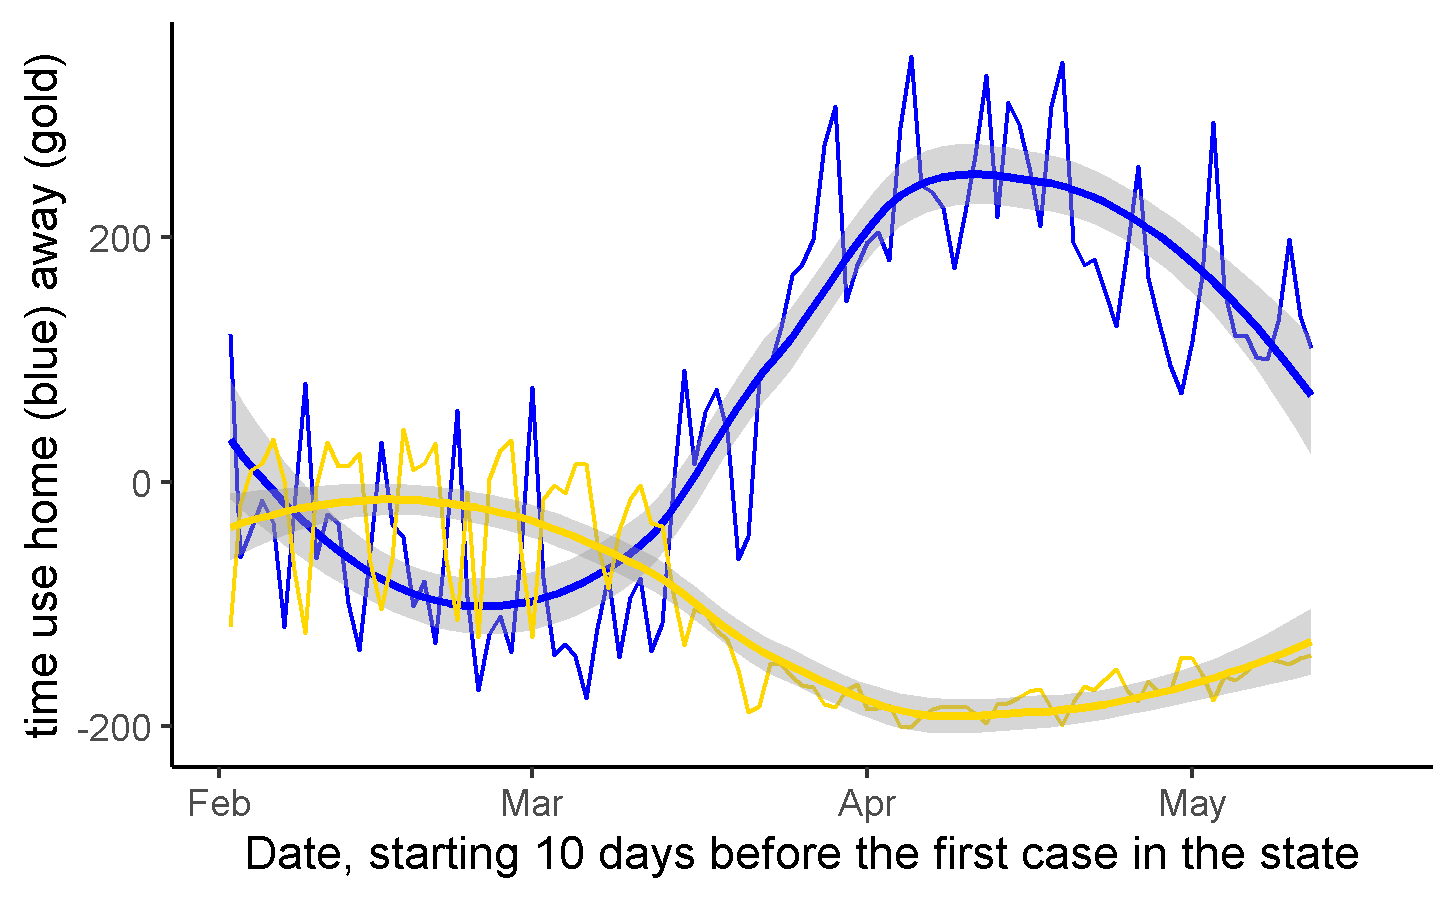 time use home (blue) away (gold)
200
0
-200
Feb Mar Apr May
Date, starting 10 days before the first case in the state